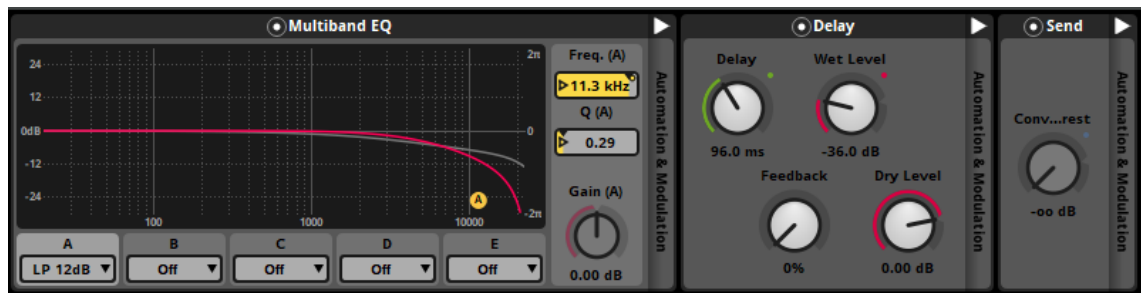 Multiband EQ
24
12
0dB
-12
-24
2π
0
-2π
100
1000
10000
A
Freq. (A)
11.3 kHz
Q (A)
0.29
Gain (A)
0.00 dB
A
B
C
D
E
LP 12dB
Off
Off
Off
Off
Automation & Modulation
Delay
Delay
Wet Level
96.0 ms
-36.0 dB
Feedback
Dry Level
0%
0.00 dB
Automation & Modulation
Send
Conv...rest
-oo dB
Automation & Modulation